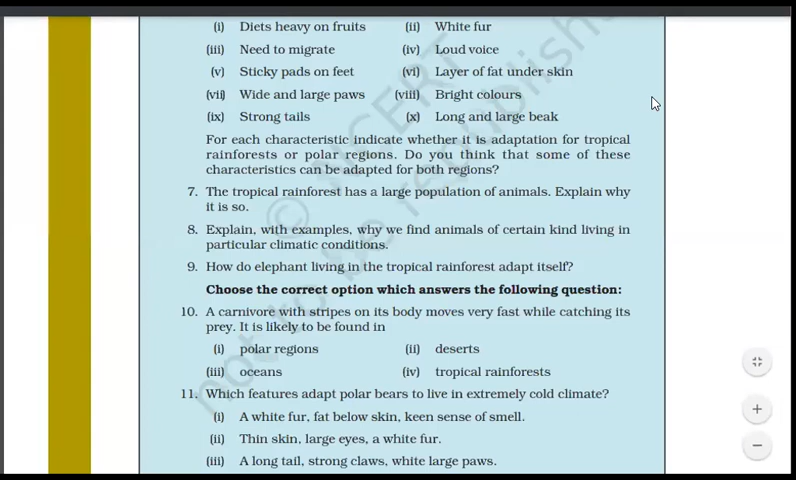 (i) Diets heavy on fruits (ii) White fur
(iii) Need to migrate (iv) Loud voice
(v) Sticky pads on feet (vi) Layer of fat under skin
(vii) Wide and large paws (viii) Bright colours
(ix) Strong tails (x) Long and large beak
For each characteristic indicate whether it is adaptation for tropical
rainforests or polar regions. Do you think that some of these
characteristics can be adapted for both regions?
7. The tropical rainforest has a large population of animals. Explain why
it is so.
8. Explain, with examples, why we find animals of certain kind living in
particular climatic conditions.
9. How do elephant living in the tropical rainforest adapt itself?
Choose the correct option which answers the following question:
10. A carnivore with stripes on its body moves very fast while catching its
prey. It is likely to be found in
(i) polar regions (ii) deserts
(iii) oceans (iv) tropical rainforests
11. Which features adapt polar bears to live in extremely cold climate?
(i) A white fur, fat below skin, keen sense of smell.
(ii) Thin skin, large eyes, a white fur.
(iii) A long tail, strong claws, white large paws.
© NCERT
not to be republished